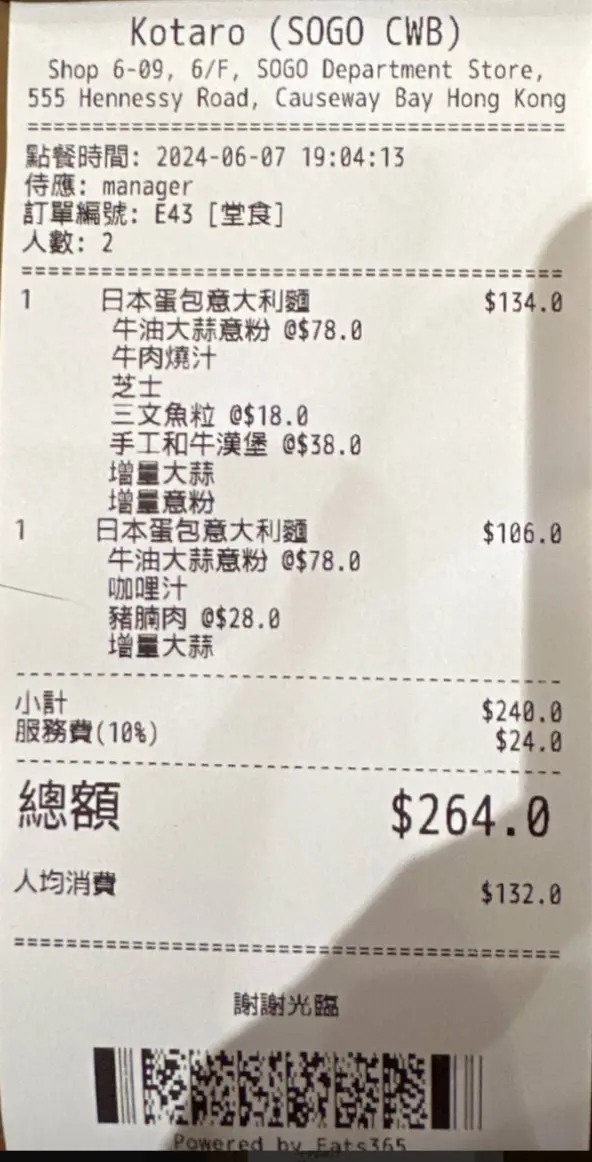 Kotaro (SOGO CWB)
Shop 6-09, 6/F, SOGO Department Store,
555 Hennessy Road, Causeway Bay Hong Kong
==========================================
點餐時間: 2024-06-07 19:04:13
侍應: manager
訂單編號: E43 [堂食]
人數: 2
==========================================
1 日本蛋包意大利麵 $134.0
牛油大蒜意粉 @$78.0
牛肉燒汁
芝士
三文魚粒 @$18.0
手工和牛漢堡 @$38.0
增量大蒜
增量意粉
1 日本蛋包意大利麵 $106.0
牛油大蒜意粉 @$78.0
咖哩汁
豬腩肉 @$28.0
增量大蒜
------------------------------------------
小計 $240.0
服務費(10%) $24.0
------------------------------------------
總額 $264.0
人均消費 $132.0
==========================================
謝謝光臨
Powered by Eats365